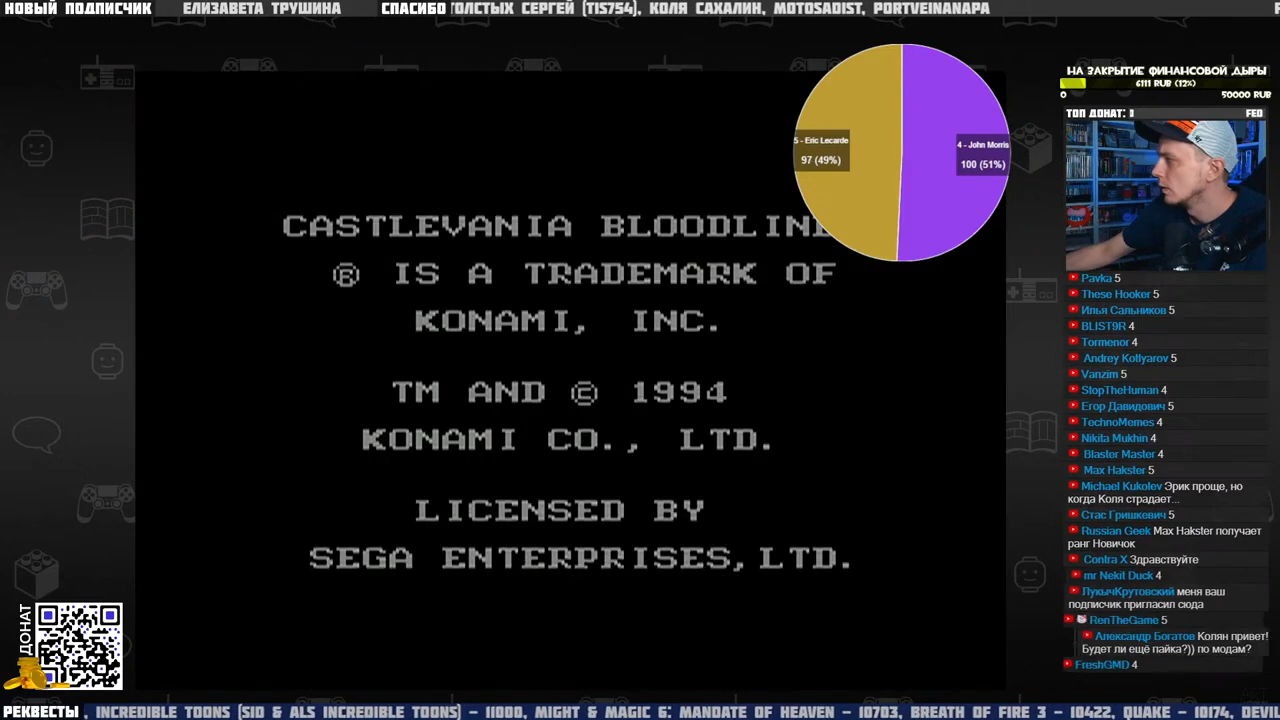 НОВЫЙ ПОДПИСЧИК ЕЛИЗАВЕТА ТРУШИНА СПАСИБО ТОЛСТЫХ СЕРГЕЙ (T1S754), КОЛЯ САХАЛИН, MOTOSADIST, PORTVEINANAPA
5 - Eric Lecarde
97 (49%)
4 - John Morris
100 (51%)
CASTLEVANIA BLOODLINE
® IS A TRADEMARK OF
KONAMI, INC.
TM AND © 1994
KONAMI CO., LTD.
LICENSED BY
SEGA ENTERPRISES,LTD.
НА ЗАКРЫТИЕ ФИНАНСОВОЙ ДЫРЫ
6111 RUB (12%)
0 50000 RUB
ТОП ДОНАТ: FEO
Pavka 5
These Hooker 5
Илья Сальников 5
BLIST9R 4
Tormenor 4
Andrey Kotlyarov 5
Vanzim 5
StopTheHuman 4
Егор Давидович 5
TechnoMemes 4
Nikita Mukhin 4
Blaster Master 4
Max Hakster 5
Michael Kukolev Эрик проще, но
когда Коля страдает...
Стас Гришкевич 5
Russian Geek Max Hakster получает
ранг Новичок
Contra X Здравствуйте
mr Nekit Duck 4
ЛукычКрутовский меня ваш
подписчик пригласил сюда
RenTheGame 5
Александр Богатов Колян привет!
Будет ли ещё пайка?)) по модам?
FreshGMD 4
ДОНАТ
РЕКВЕСТЫ , INCREDIBLE TOONS (SID & ALS INCREDIBLE TOONS) – 11000, MIGHT & MAGIC 6: MANDATE OF HEAVEN – 10703, BREATH OF FIRE 3 – 10422, QUAKE – 10174, DEVI